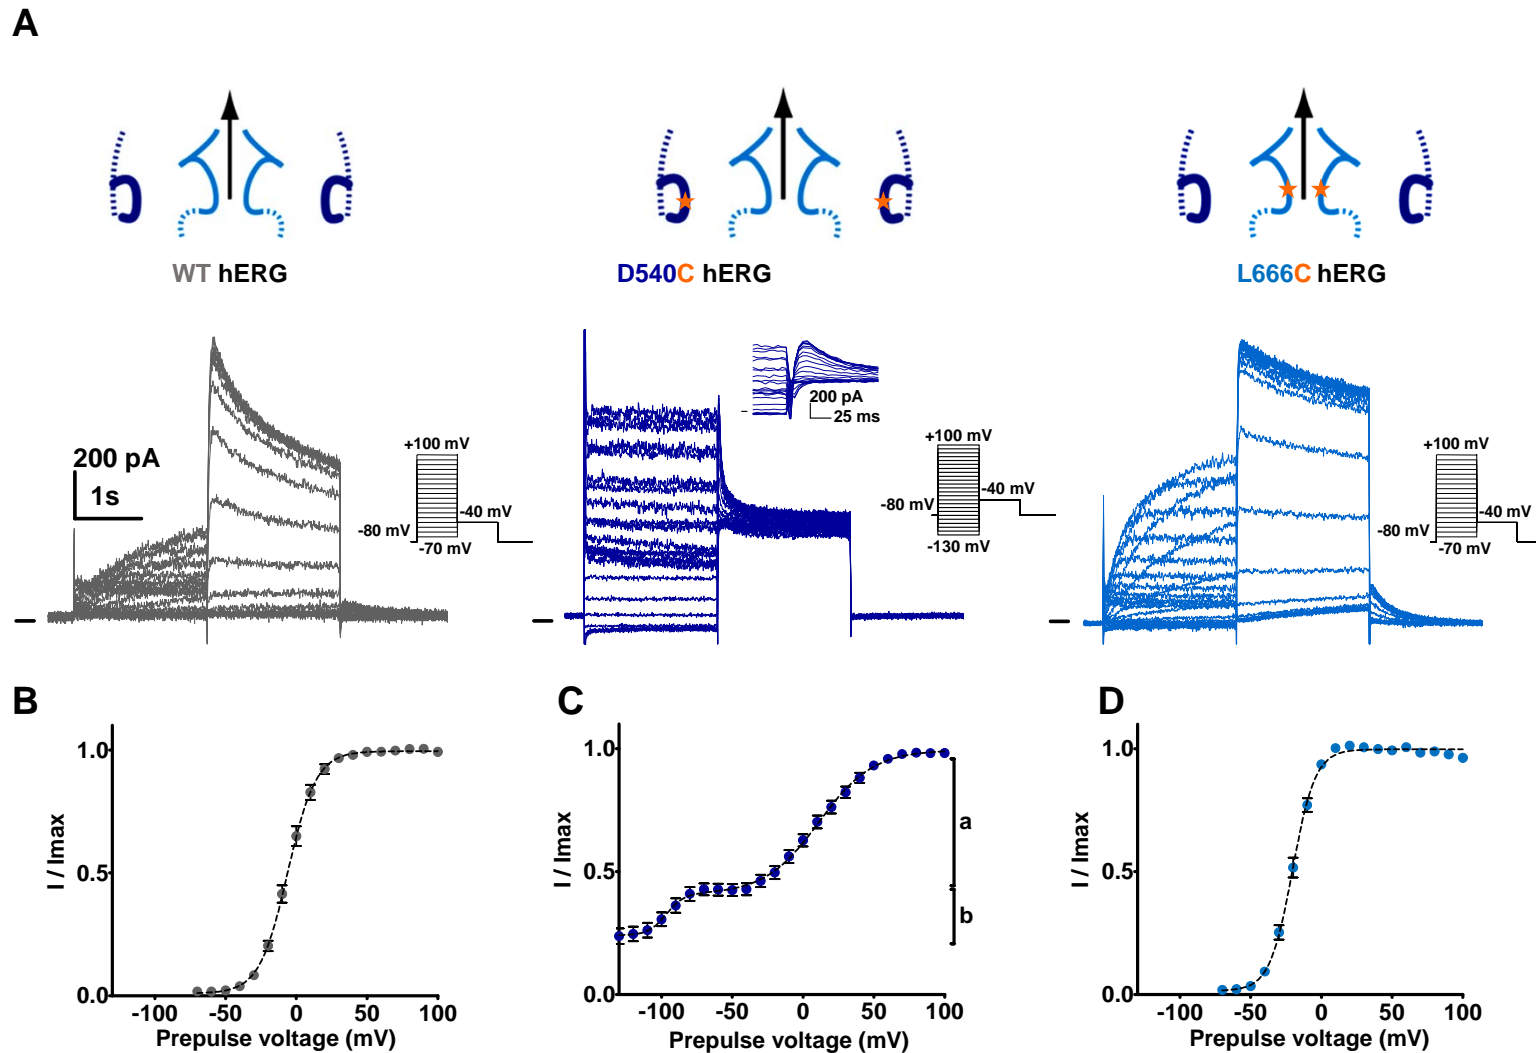 A
WT hERG
D540C hERG
L666C hERG
200 pA
1s
+100 mV
-40 mV
-80 mV
-70 mV
200 pA
25 ms
+100 mV
-40 mV
-80 mV
-130 mV
+100 mV
-40 mV
-80 mV
-70 mV
B
I / Imax
1.0
0.5
0.0
-100 -50 0 50 100
Prepulse voltage (mV)
C
I / Imax
1.0
0.5
0.0
-100 -50 0 50 100
Prepulse voltage (mV)
a
b
D
I / Imax
1.0
0.5
0.0
-100 -50 0 50 100
Prepulse voltage (mV)